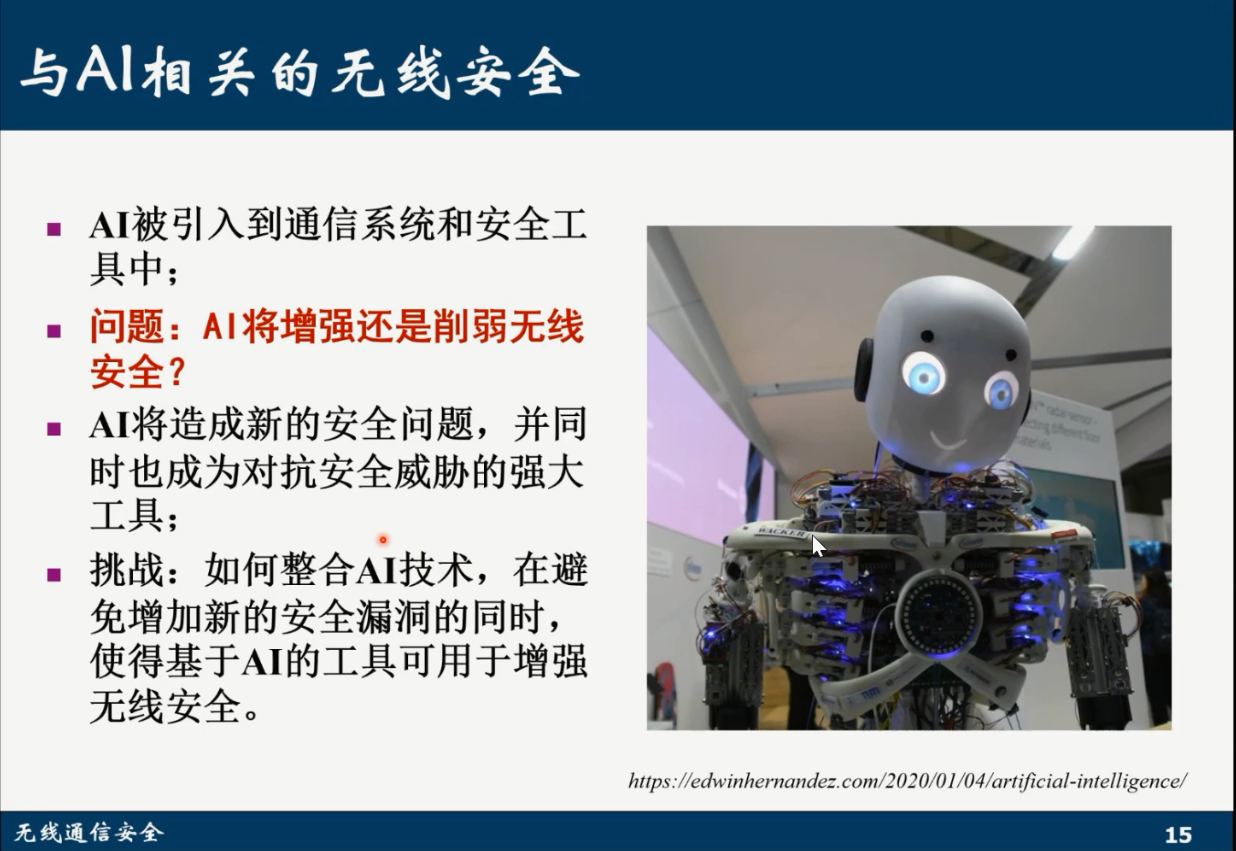 与AI相关的无线安全
AI被引入到通信系统和安全工
具中；
问题：AI将增强还是削弱无线
安全？
AI将造成新的安全问题，并同
时也成为对抗安全威胁的强大
工具；
挑战：如何整合AI技术，在避
免增加新的安全漏洞的同时，
使得基于AI的工具可用于增强
无线安全。
radar sensor –
materials
WACKER
https://edwinhernandez.com/2020/01/04/artificial-intelligence/
无线通信安全
15